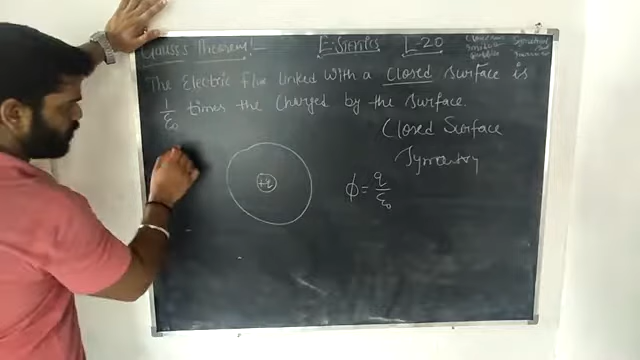 Gauss's Theorem:-
E-Statics
L-20
The Electric flux linked with a closed surface is
1/ε₀ times the charged by the surface.
Closed Surface
Symmetry
+q
ϕ = q/ε₀